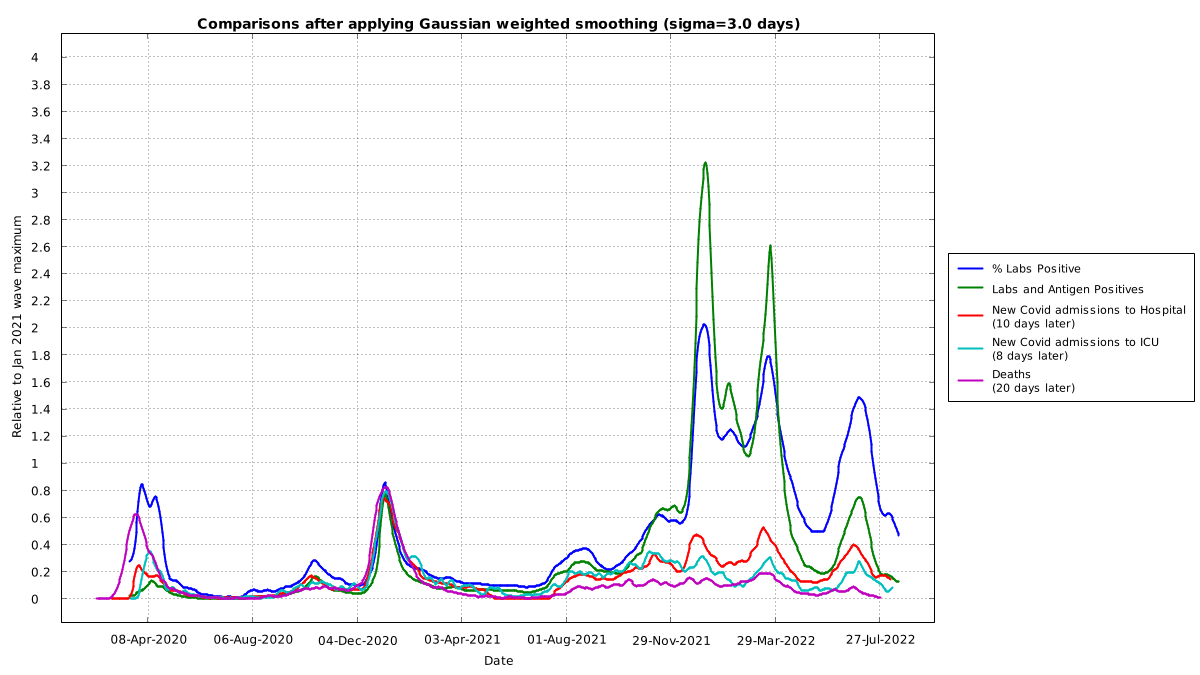 Comparisons after applying Gaussian weighted smoothing (sigma=3.0 days)
4
3.8
3.6
3.4
3.2
3
2.8
2.6
2.4
2.2
2
1.8
1.6
1.4
1.2
1
0.8
0.6
0.4
0.2
0
Relative to Jan 2021 wave maximum
08-Apr-2020 06-Aug-2020 04-Dec-2020 03-Apr-2021 01-Aug-2021 29-Nov-2021 29-Mar-2022 27-Jul-2022
Date
% Labs Positive
Labs and Antigen Positives
New Covid admissions to Hospital
(10 days later)
New Covid admissions to ICU
(8 days later)
Deaths
(20 days later)